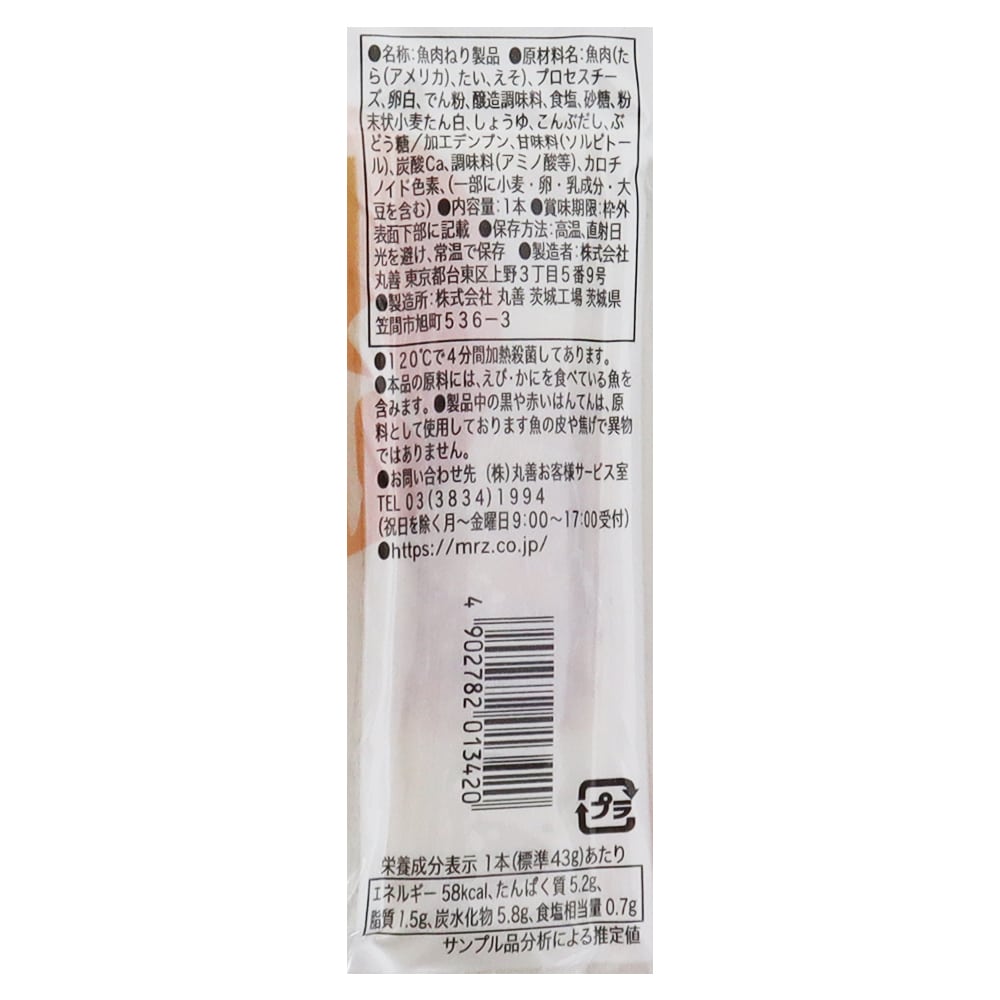 ●名称:魚肉ねり製品 ●原材料名:魚肉(た
ら(アメリカ)、たい、えそ)、プロセスチー
ズ、卵白、でん粉、醸造調味料、食塩、砂糖、粉
末状小麦たん白、しょうゆ、こんぶだし、ぶ
どう糖/加工デンプン、甘味料(ソルビトー
ル)、炭酸Ca、調味料(アミノ酸等)、カロチ
ノイド色素、(一部に小麦・卵・乳成分・大
豆を含む) ●内容量:1本 ●賞味期限:枠外
表面下部に記載 ●保存方法:高温、直射日
光を避け、常温で保存 ●製造者:株式会社
丸善 東京都台東区上野3丁目5番9号
●製造所:株式会社 丸善 茨城工場 茨城県
笠間市旭町536-3
●120℃で4分間加熱殺菌してあります。
●本品の原料には、えび・かにを食べている魚を
含みます。●製品中の黒や赤いはんてんは、原
料として使用しております魚の皮や焦げで異物
ではありません。
●お問い合わせ先 (株)丸善お客様サービス室
TEL 03(3834)1994
(祝日を除く月~金曜日9:00~17:00受付)
●https://mrz.co.jp/
4 902782 013420
プラ
栄養成分表示 1本(標準43g)あたり
エネルギー 58kcal、たんぱく質 5.2g、
脂質 1.5g、炭水化物 5.8g、食塩相当量 0.7g
サンプル品分析による推定値